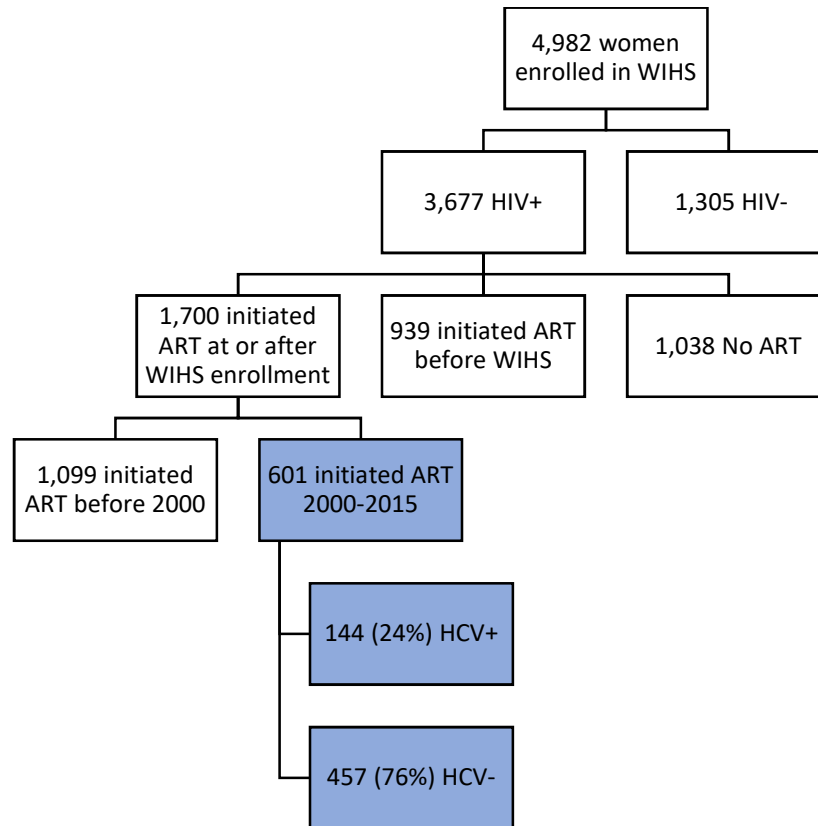 4,982 women
enrolled in WIHS
3,677 HIV+
1,305 HIV-
1,700 initiated
ART at or after
WIHS enrollment
939 initiated ART
before WIHS
1,038 No ART
1,099 initiated
ART before 2000
601 initiated ART
2000-2015
144 (24%) HCV+
457 (76%) HCV-